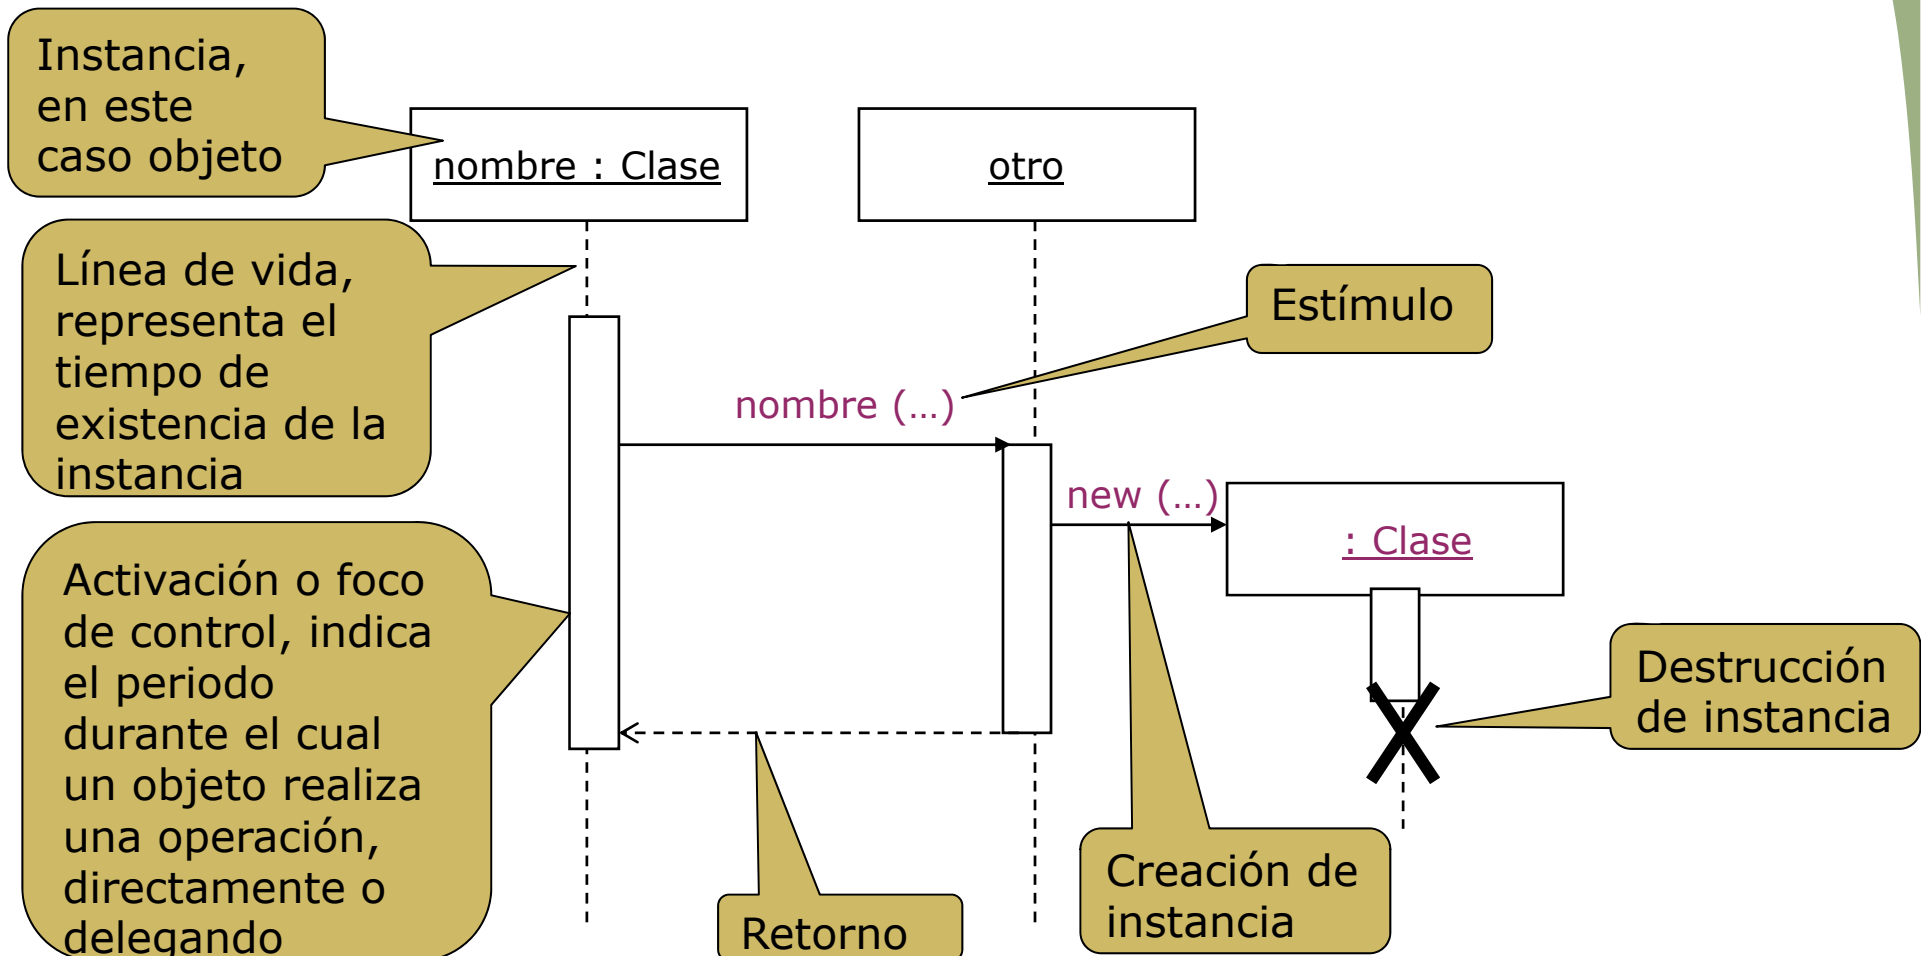 Instancia,
en este
caso objeto
nombre : Clase
otro
Línea de vida,
representa el
tiempo de
existencia de la
instancia
Estímulo
nombre (...)
new (...)
: Clase
Activación o foco
de control, indica
el periodo
durante el cual
un objeto realiza
una operación,
directamente o
delegando
Destrucción
de instancia
Creación de
instancia
Retorno